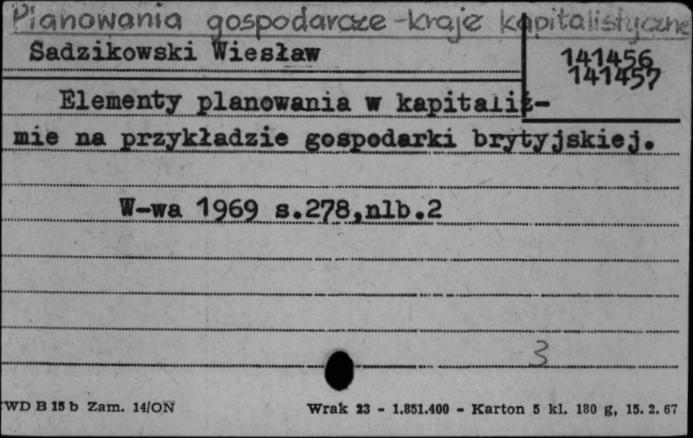 Planowania gospodarcze - kraje kapitalistyczne
Sadzikowski Wiesław
141456
141457
Elementy planowania w kapitaliź-
mie na przykładzie gospodarki brytyjskiej.
W-wa 1969 s.278,nlb.2
3
WD B 15 b Zam. 14/ON
Wrak 23 - 1.851.400 - Karton 5 kl. 180 g, 15. 2. 67